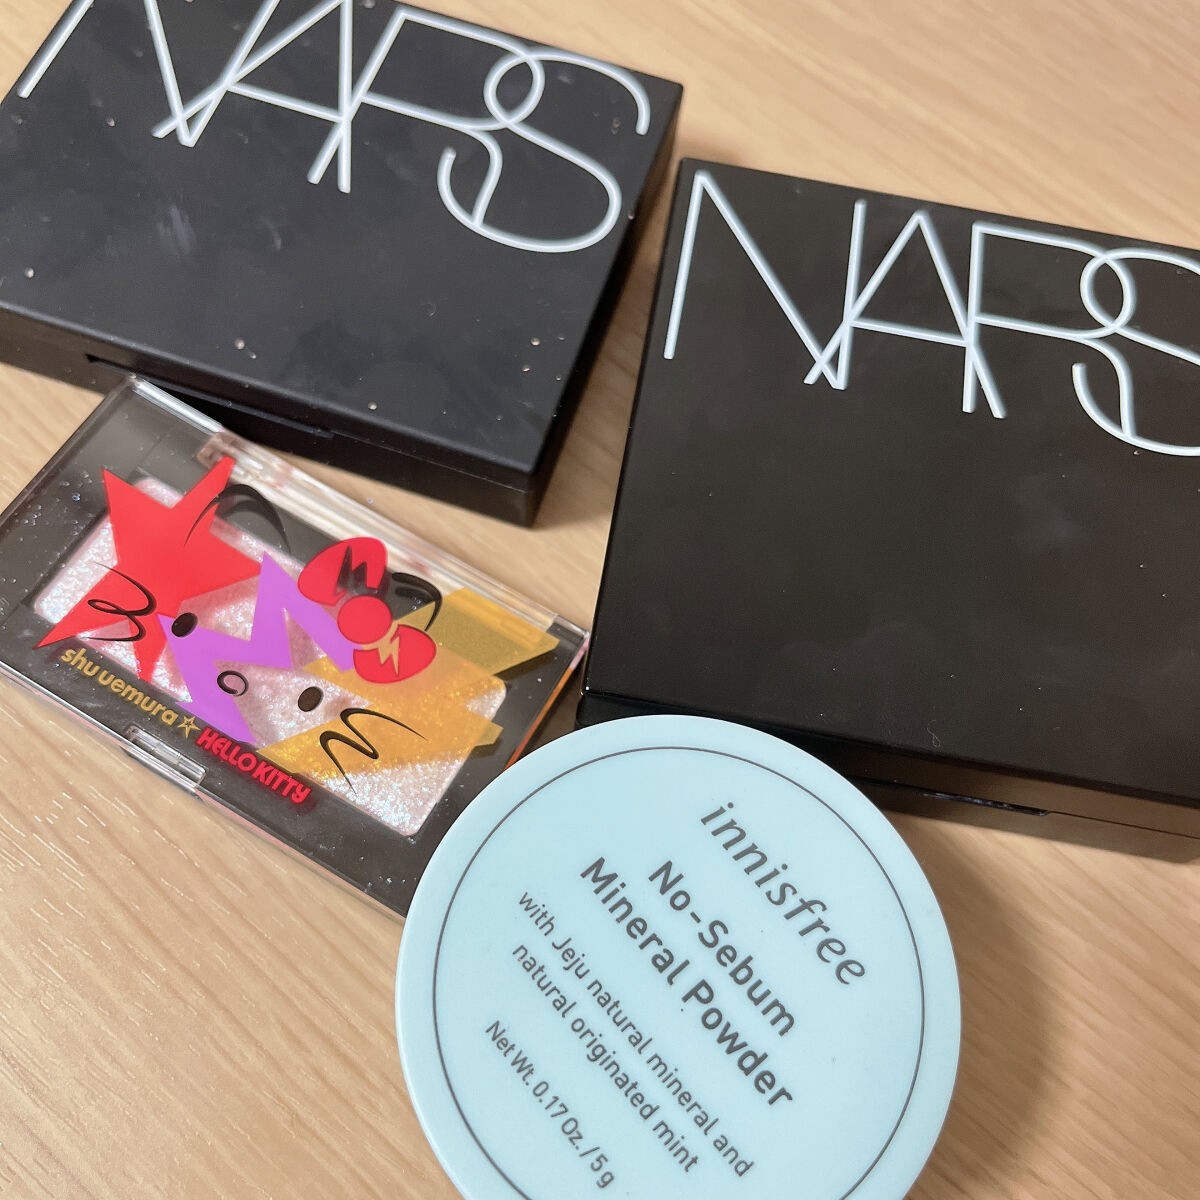 NARS
NARS
shu uemura ☆ HELLO KITTY
innisfree
No-Sebum
Mineral Powder
with Jeju natural mineral and
natural originated mint
Net Wt. 0.17 Oz. / 5 g